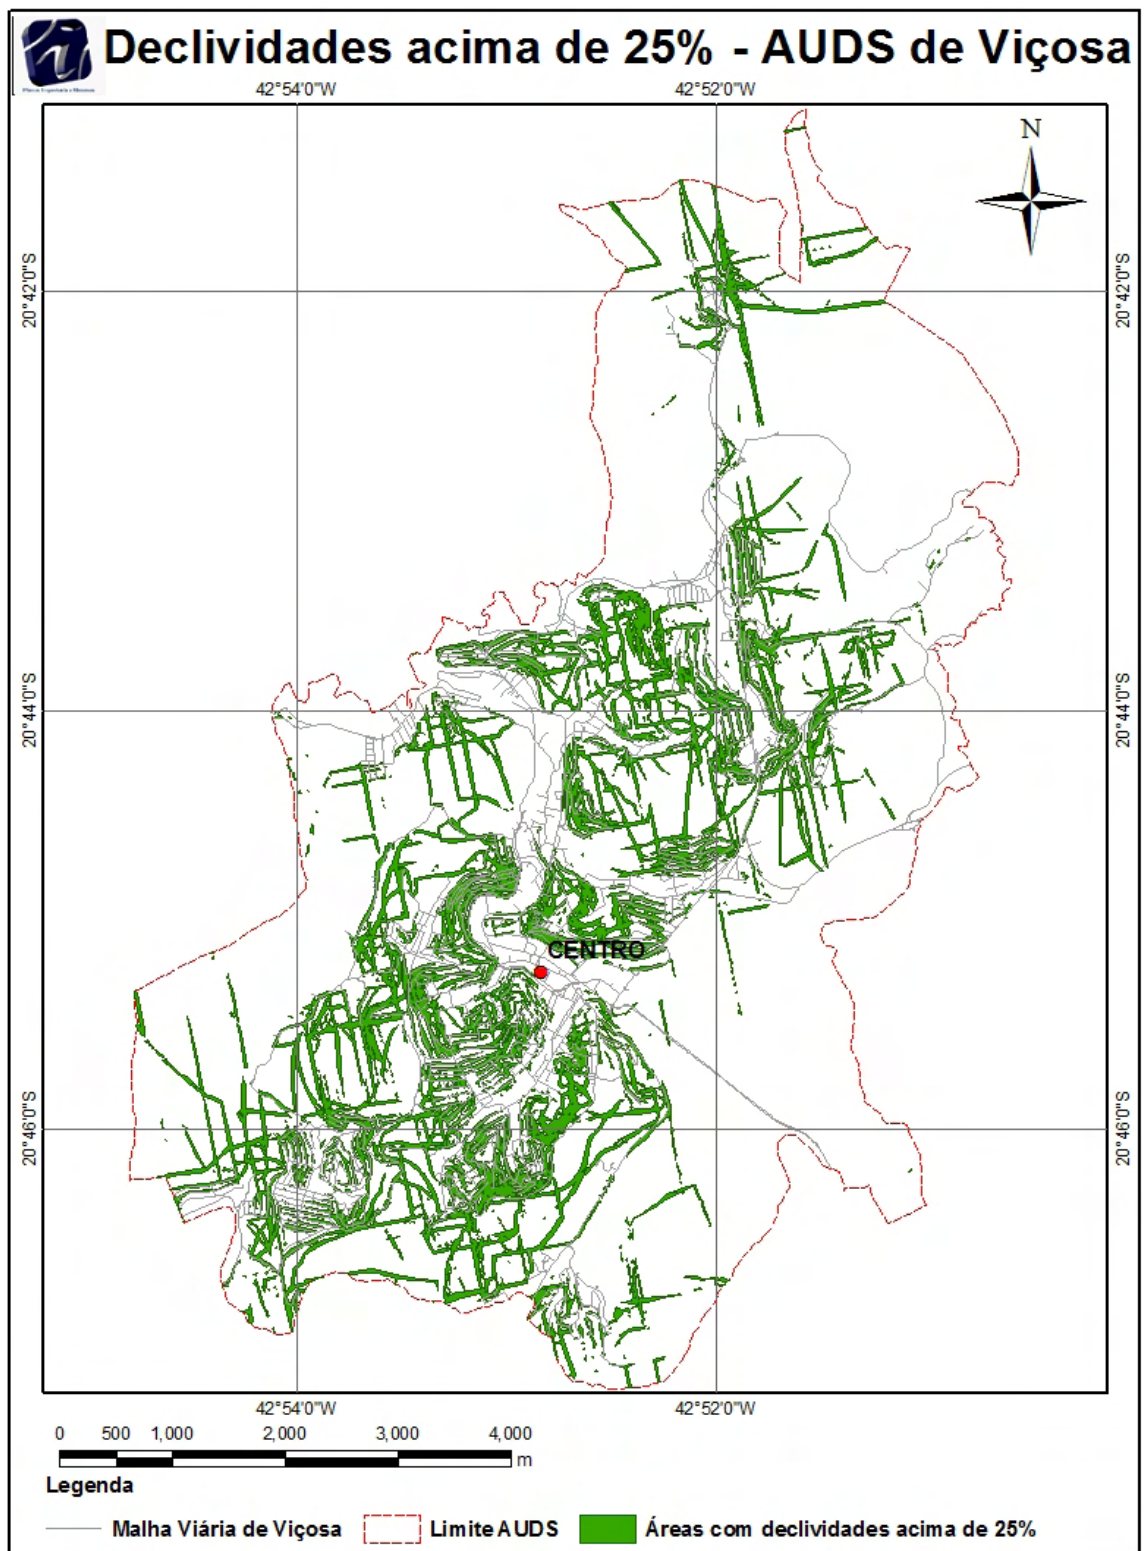 Declividades acima de 25% - AUDS de Viçosa
42°54'0"W
42°52'0"W
N
20°42'0"S
20°42'0"S
20°44'0"S
20°44'0"S
CENTRO
20°46'0"S
20°46'0"S
42°54'0"W
42°52'0"W
0 500 1,000 2,000 3,000 4,000
m
Legenda
Malha Viária de Viçosa
Limite AUDS
Áreas com declividades acima de 25%